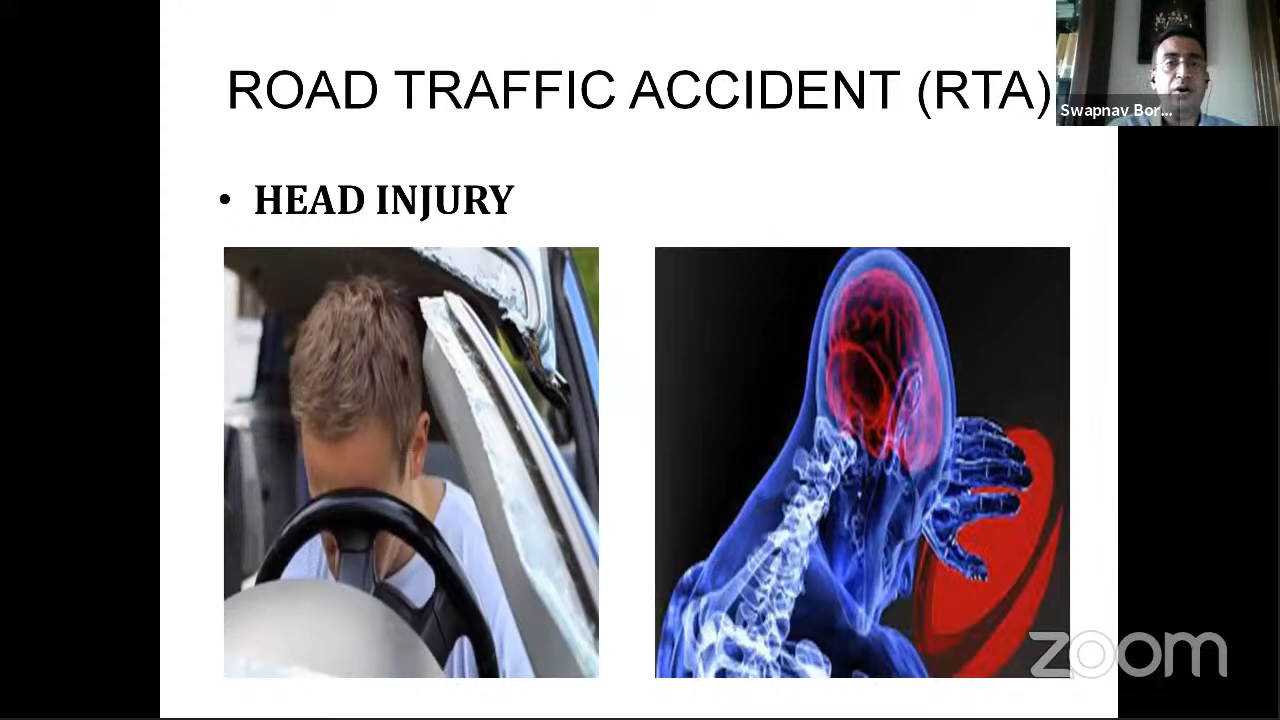 ROAD TRAFFIC ACCIDENT (RTA)
Swapnav Bor...
• HEAD INJURY
zoom